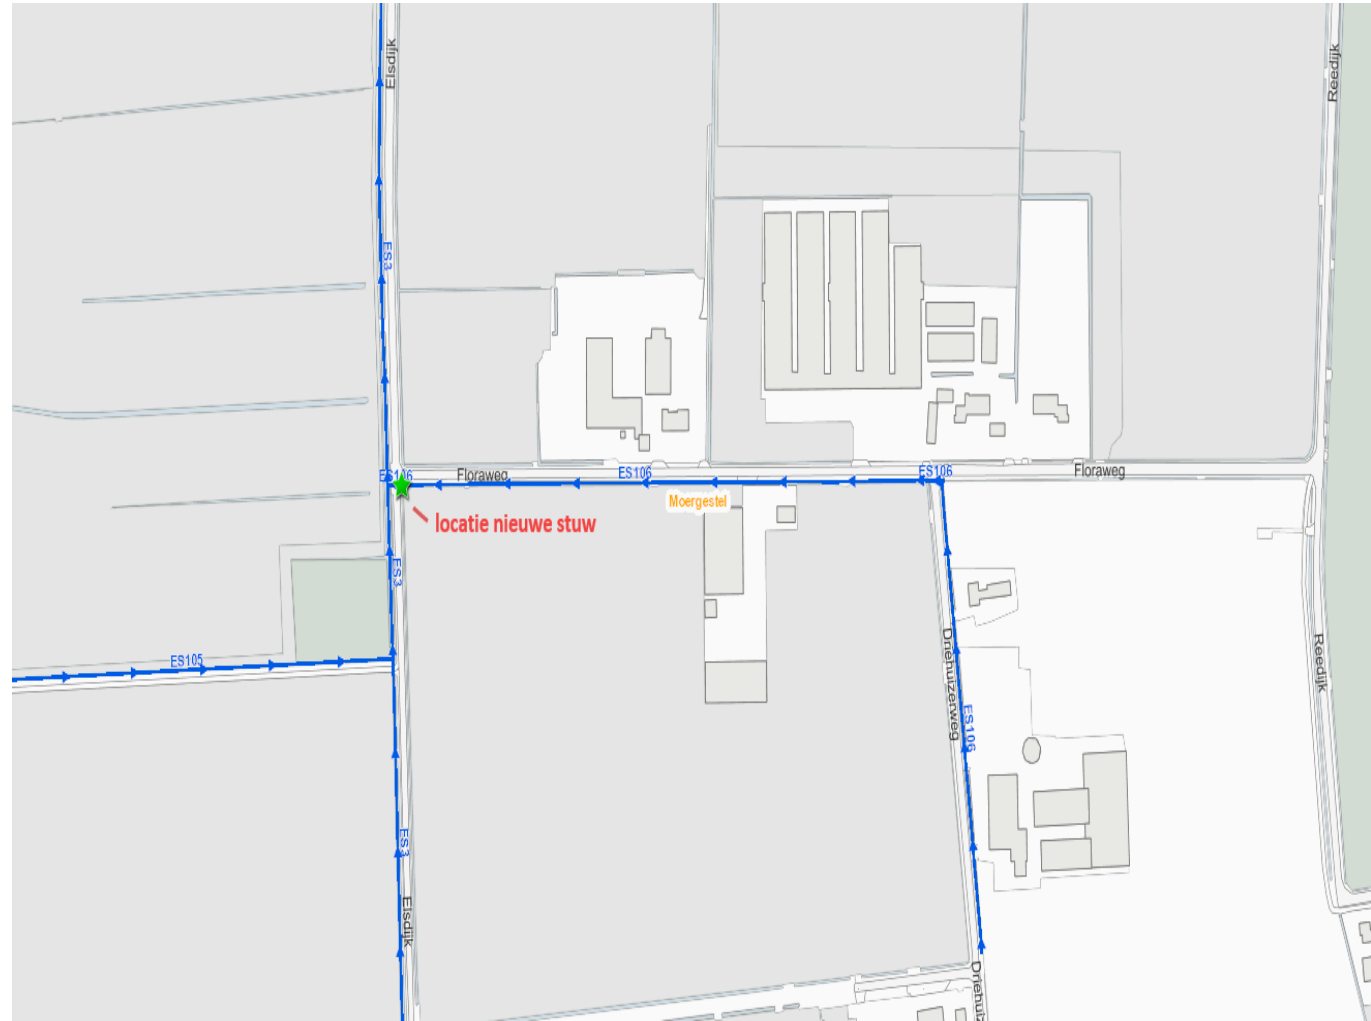 Elsdijk
Reedijk
ES3
ES106
Floraweg
ES106
ES106
Floraweg
Moergestel
locatie nieuwe stuw
ES3
ES105
Driehuizerweg
Reedijk
ES106
ES3
Elsdijk
Driehuiz